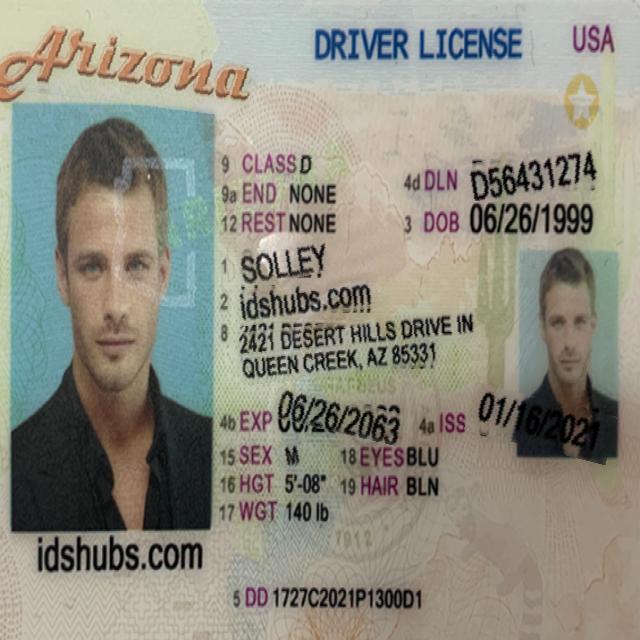 Arizona
DRIVER LICENSE
USA
9 CLASS D
9a END NONE
4d DLN D56431274
12 REST NONE
3 DOB 06/26/1999
1 SOLLEY
2 idshubs.com
8 2421 DESERT HILLS DRIVE IN
QUEEN CREEK, AZ 85331
4b EXP 06/26/2063
4a ISS 01/16/2021
15 SEX M
18 EYES BLU
16 HGT 5'-08"
19 HAIR BLN
17 WGT 140 lb
idshubs.com
7912
5 DD 1727C2021P1300D1